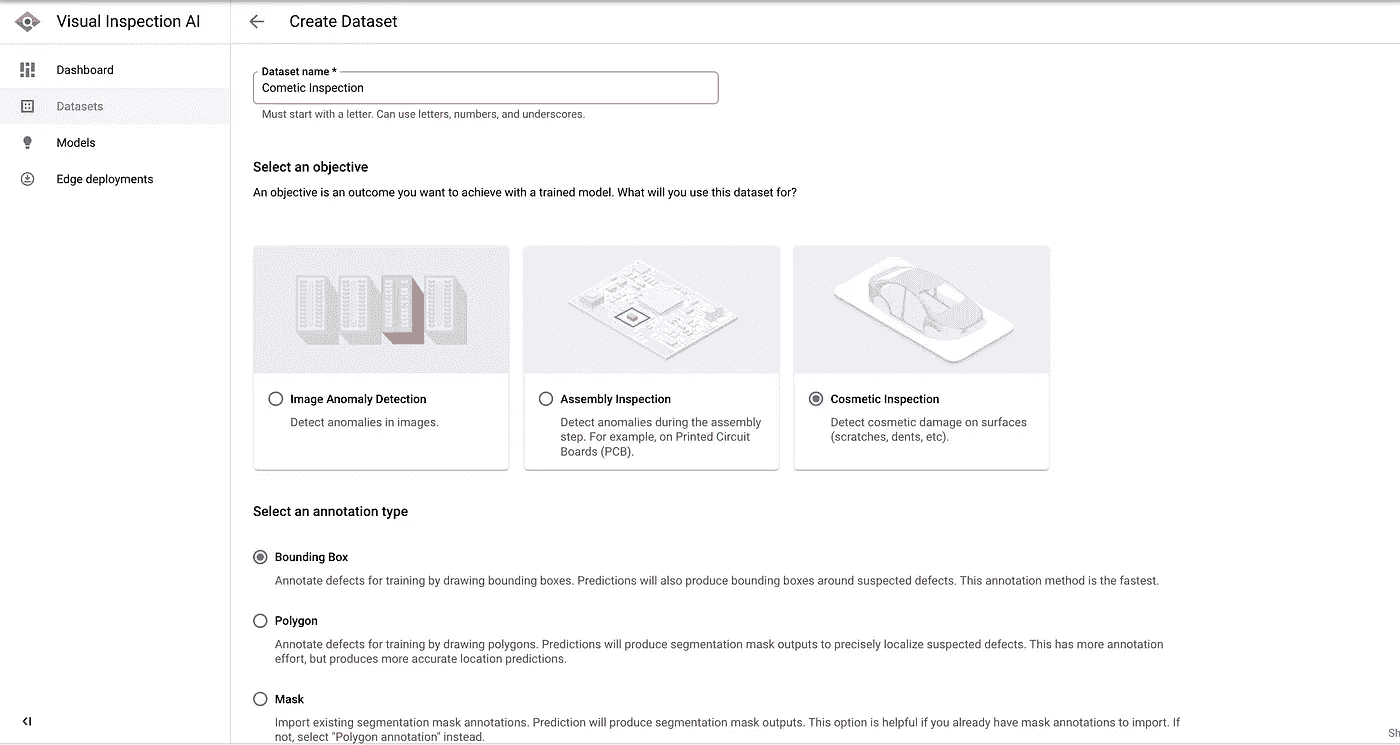 Visual Inspection AI
Create Dataset
Dashboard
Datasets
Models
Edge deployments
Dataset name *
Cometic Inspection
Must start with a letter. Can use letters, numbers, and underscores.
Select an objective
An objective is an outcome you want to achieve with a trained model. What will you use this dataset for?
Image Anomaly Detection
Detect anomalies in images.
Assembly Inspection
Detect anomalies during the assembly
step. For example, on Printed Circuit
Boards (PCB).
Cosmetic Inspection
Detect cosmetic damage on surfaces
(scratches, dents, etc).
Select an annotation type
Bounding Box
Annotate defects for training by drawing bounding boxes. Predictions will also produce bounding boxes around suspected defects. This annotation method is the fastest.
Polygon
Annotate defects for training by drawing polygons. Predictions will produce segmentation mask outputs to precisely localize suspected defects. This has more annotation
effort, but produces more accurate location predictions.
Mask
Import existing segmentation mask annotations. Prediction will produce segmentation mask outputs. This option is helpful if you already have mask annotations to import. If
not, select "Polygon annotation" instead.